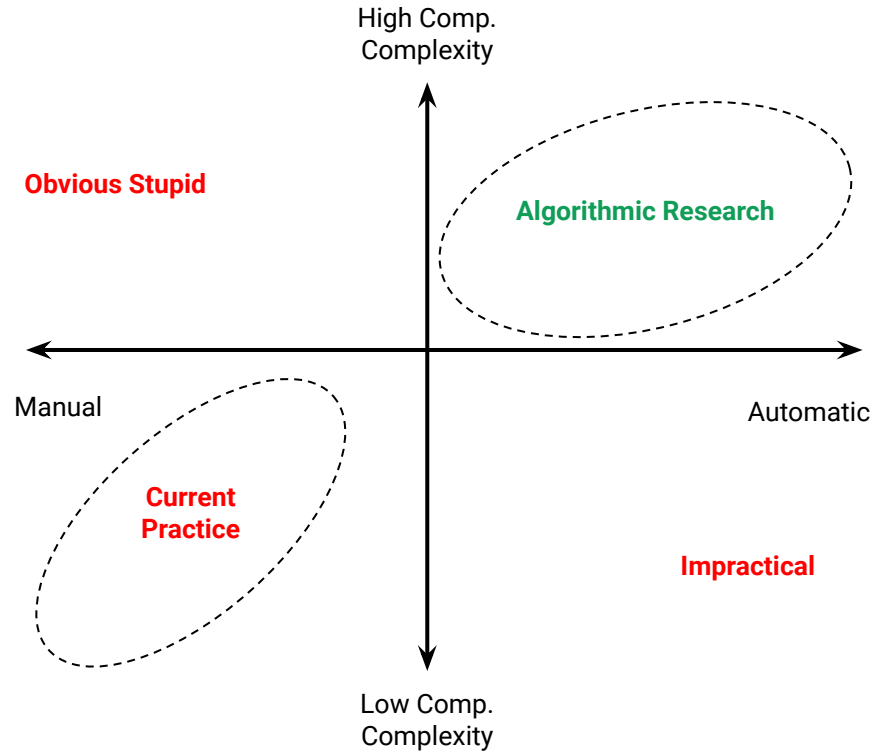 High Comp.
Complexity
Obvious Stupid
Algorithmic Research
Manual
Automatic
Current
Practice
Impractical
Low Comp.
Complexity